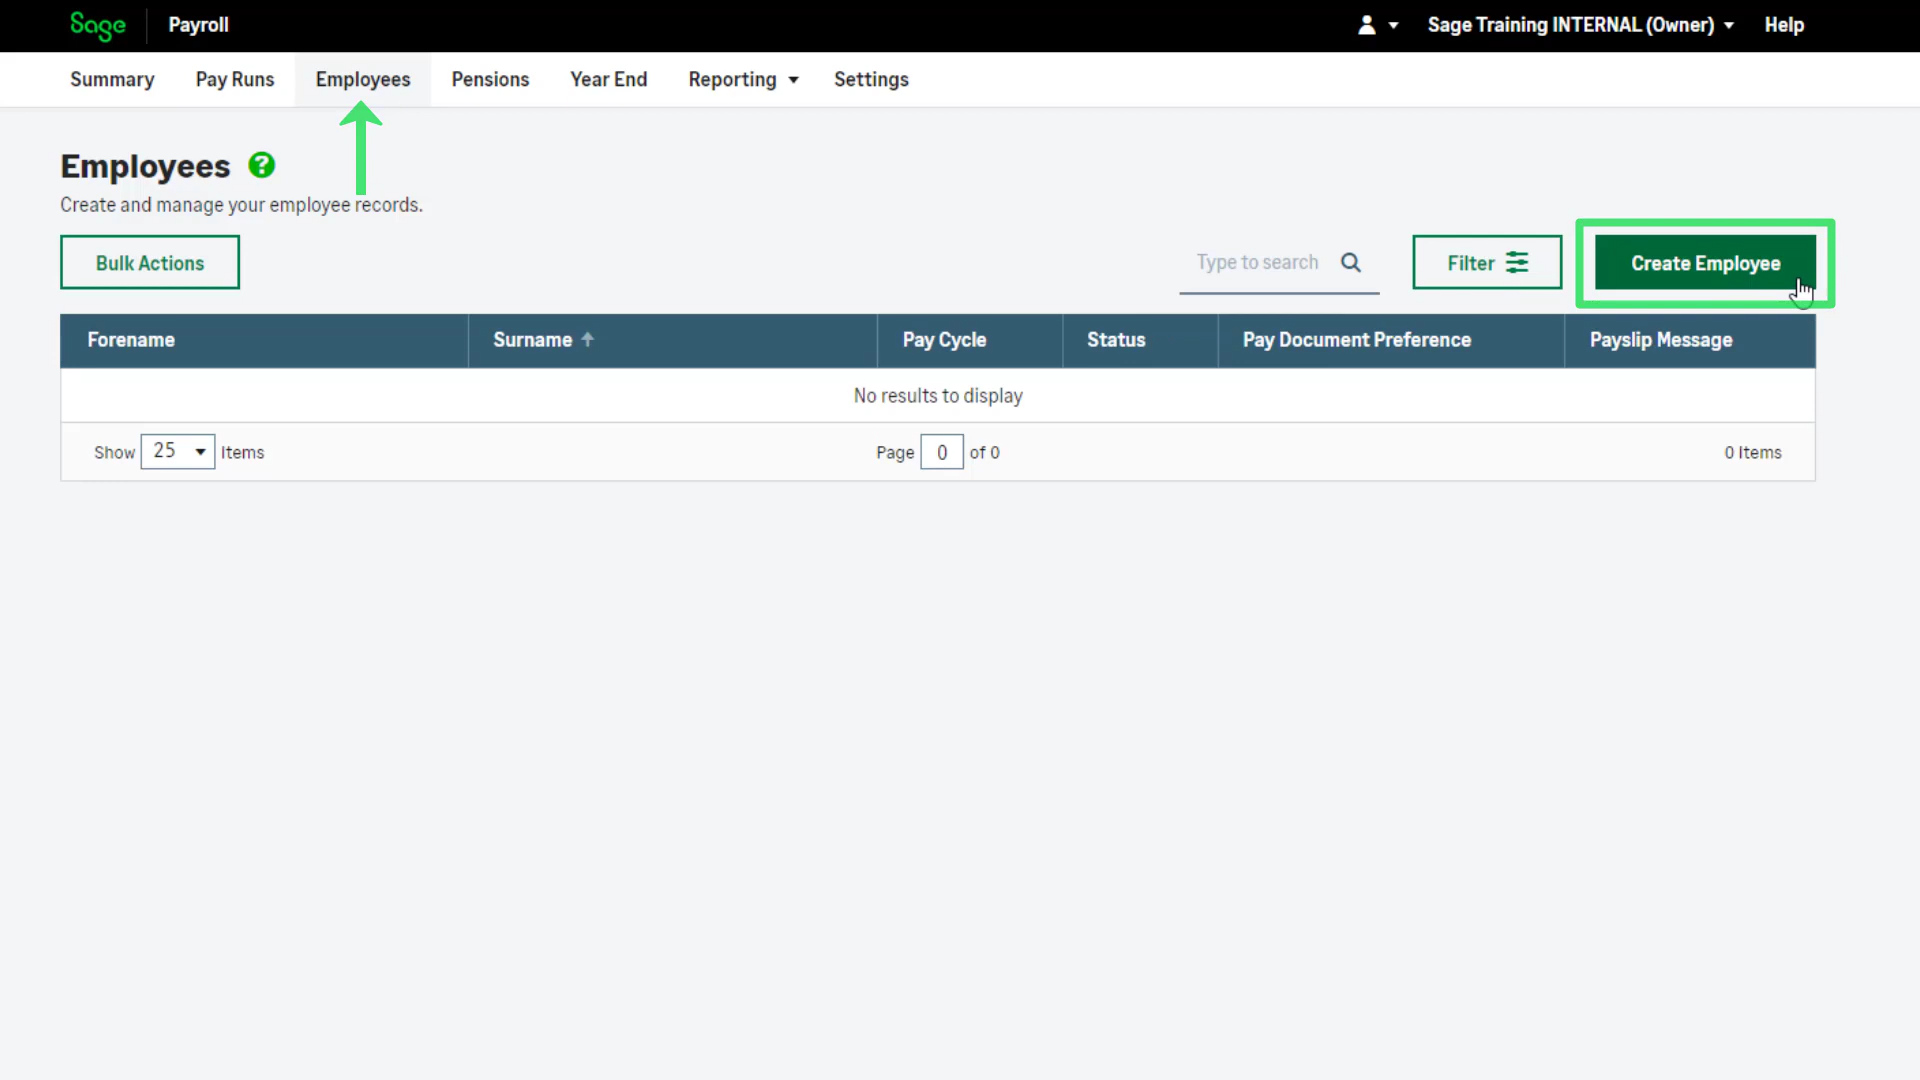 Sage Payroll Sage Training INTERNAL (Owner) Help
Summary Pay Runs Employees Pensions Year End Reporting Settings
Employees ?
Create and manage your employee records.
Bulk Actions Type to search Filter Create Employee
Forename Surname Pay Cycle Status Pay Document Preference Payslip Message
No results to display
Show 25 Items Page 0 of 0 0 Items